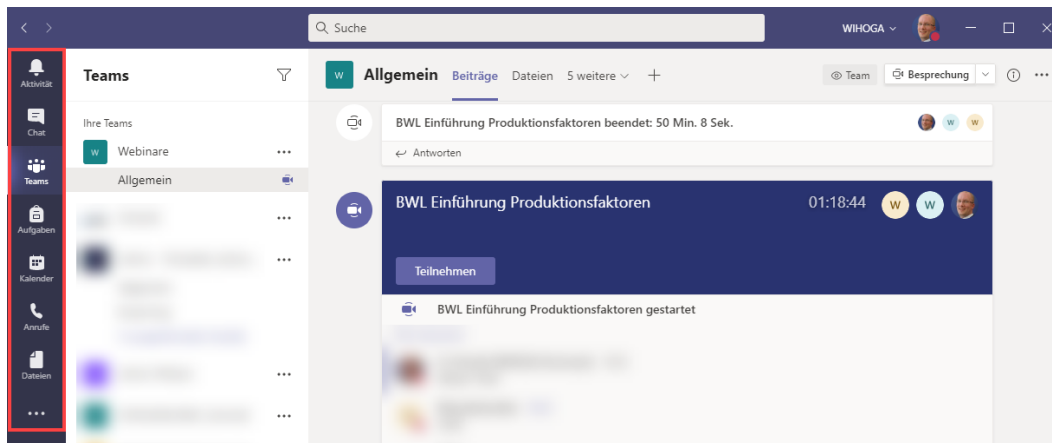 Suche
WIHOGA
Aktivität
Chat
Teams
Aufgaben
Kalender
Anrufe
Dateien
Teams
Ihre Teams
W Webinare
Allgemein
W Allgemein Beiträge Dateien 5 weitere
Team Besprechung
BWL Einführung Produktionsfaktoren beendet: 50 Min. 8 Sek.
W W
Antworten
BWL Einführung Produktionsfaktoren 01:18:44 W W
Teilnehmen
BWL Einführung Produktionsfaktoren gestartet